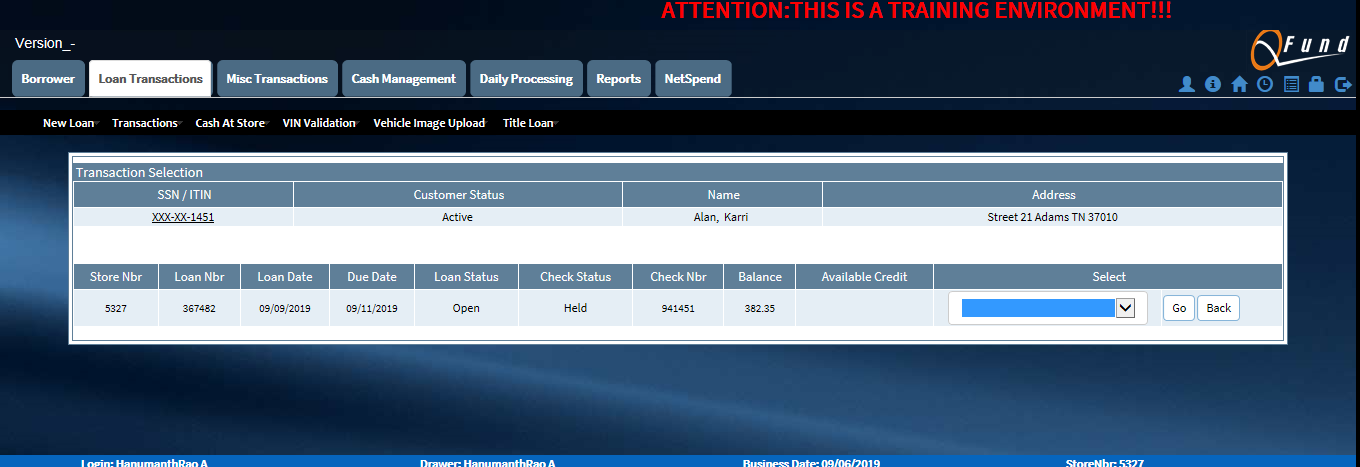 ATTENTION:THIS IS A TRAINING ENVIRONMENT!!!
Version_-
QFund
Borrower Loan Transactions Misc Transactions Cash Management Daily Processing Reports NetSpend
New Loan Transactions Cash At Store VIN Validation Vehicle Image Upload Title Loan
Transaction Selection
SSN / ITIN Customer Status Name Address
XXX-XX-1451 Active Alan, Karri Street 21 Adams TN 37010
Store Nbr Loan Nbr Loan Date Due Date Loan Status Check Status Check Nbr Balance Available Credit Select
5327 367482 09/09/2019 09/11/2019 Open Held 941451 382.35 Go Back
Login: HanumanthRao A Drawer: HanumanthRao A Business Date: 09/06/2019 StoreNbr: 5327